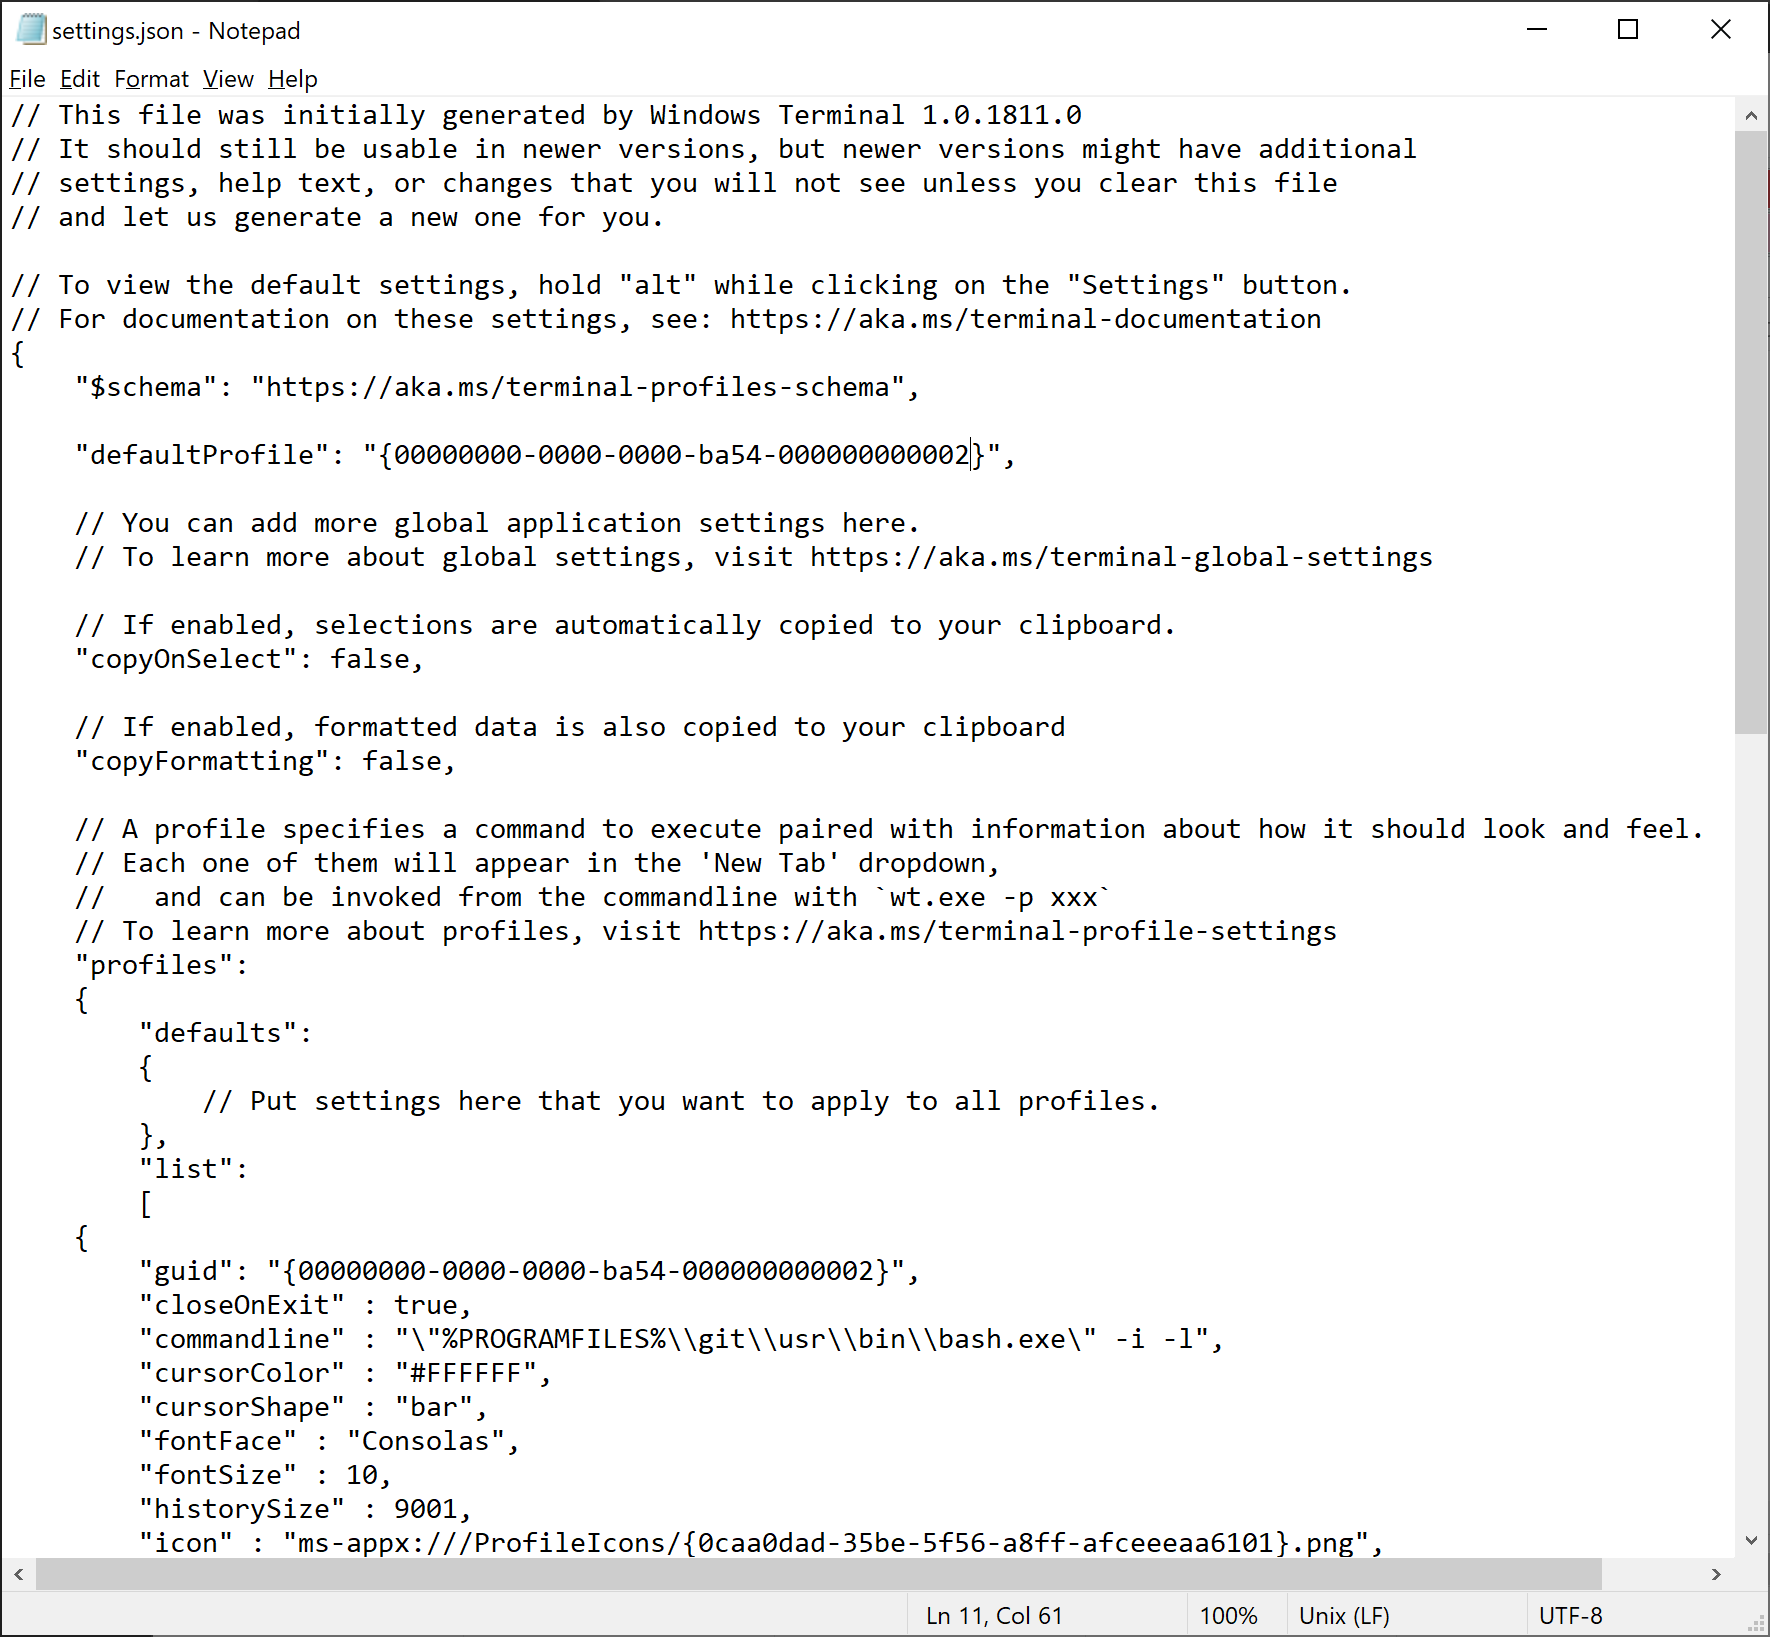 settings.json - Notepad
File Edit Format View Help
// This file was initially generated by Windows Terminal 1.0.1811.0
// It should still be usable in newer versions, but newer versions might have additional
// settings, help text, or changes that you will not see unless you clear this file
// and let us generate a new one for you.
// To view the default settings, hold "alt" while clicking on the "Settings" button.
// For documentation on these settings, see: https://aka.ms/terminal-documentation
{
    "$schema": "https://aka.ms/terminal-profiles-schema",
    "defaultProfile": "{00000000-0000-0000-ba54-000000000002}",
    // You can add more global application settings here.
    // To learn more about global settings, visit https://aka.ms/terminal-global-settings
    // If enabled, selections are automatically copied to your clipboard.
    "copyOnSelect": false,
    // If enabled, formatted data is also copied to your clipboard
    "copyFormatting": false,
    // A profile specifies a command to execute paired with information about how it should look and feel.
    // Each one of them will appear in the 'New Tab' dropdown,
    //   and can be invoked from the commandline with `wt.exe -p xxx`
    // To learn more about profiles, visit https://aka.ms/terminal-profile-settings
    "profiles":
    {
        "defaults":
        {
            // Put settings here that you want to apply to all profiles.
        },
        "list":
        [
    {
        "guid": "{00000000-0000-0000-ba54-000000000002}",
        "closeOnExit" : true,
        "commandline" : "\"%PROGRAMFILES%\\git\\usr\\bin\\bash.exe\" -i -l",
        "cursorColor" : "#FFFFFF",
        "cursorShape" : "bar",
        "fontFace" : "Consolas",
        "fontSize" : 10,
        "historySize" : 9001,
        "icon" : "ms-appx:///ProfileIcons/{0caa0dad-35be-5f56-a8ff-afceeeaa6101}.png",
Ln 11, Col 61 100% Unix (LF) UTF-8